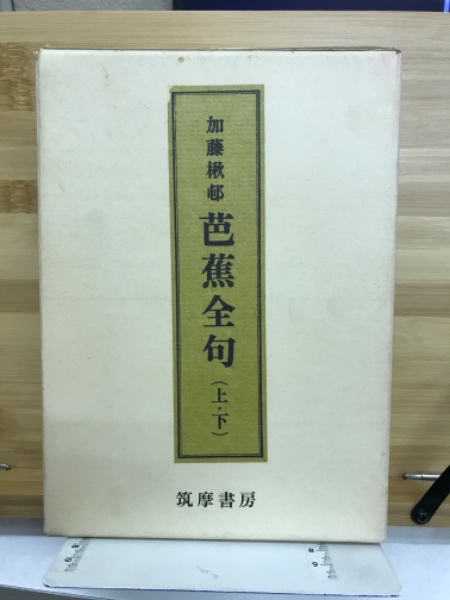 加藤楸邨
芭蕉全句
（上・下）
筑摩書房